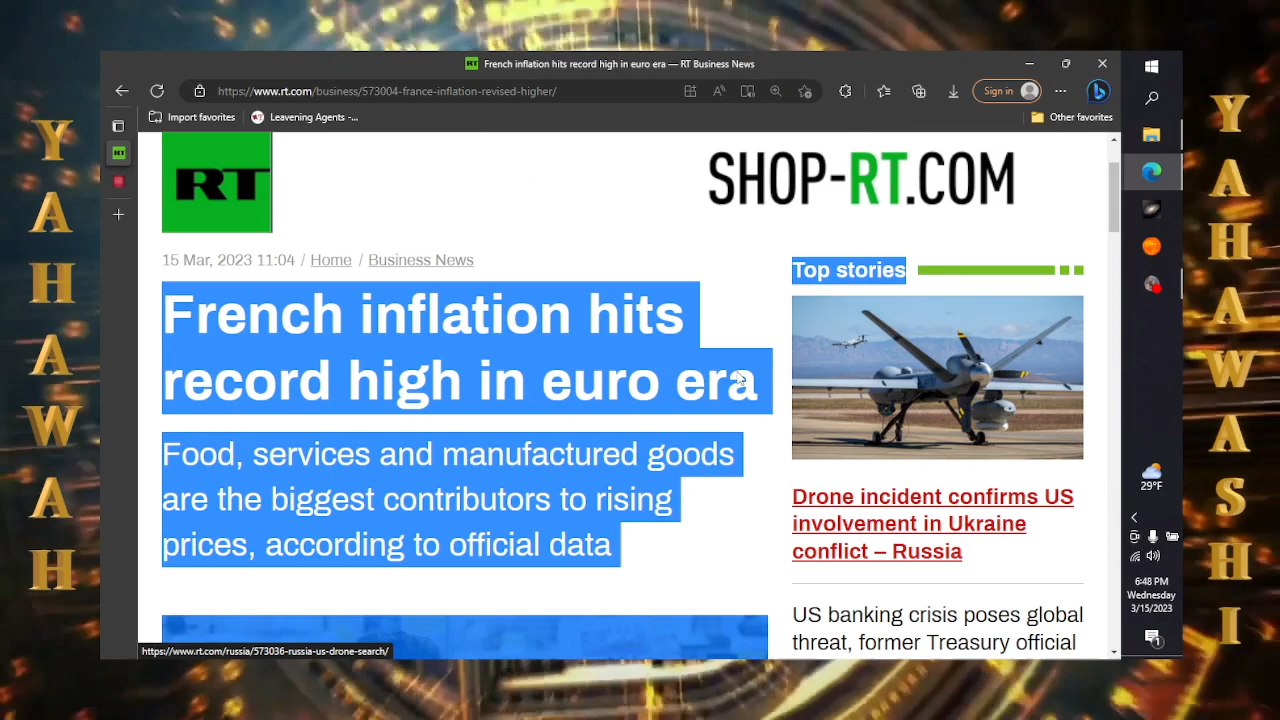 YAHAWAH
RT French inflation hits record high in euro era — RT Business News
https://www.rt.com/business/573004-france-inflation-revised-higher/
Sign in
Import favorites
Leavening Agents -...
Other favorites
RT
RT
SHOP-RT.COM
15 Mar, 2023 11:04 / Home / Business News
French inflation hits
record high in euro era
Food, services and manufactured goods
are the biggest contributors to rising
prices, according to official data
Top stories
Drone incident confirms US
involvement in Ukraine
conflict – Russia
US banking crisis poses global
threat, former Treasury official
https://www.rt.com/russia/573036-russia-us-drone-search/
29°F
6:48 PM
Wednesday
3/15/2023
1
YAHAWASHI